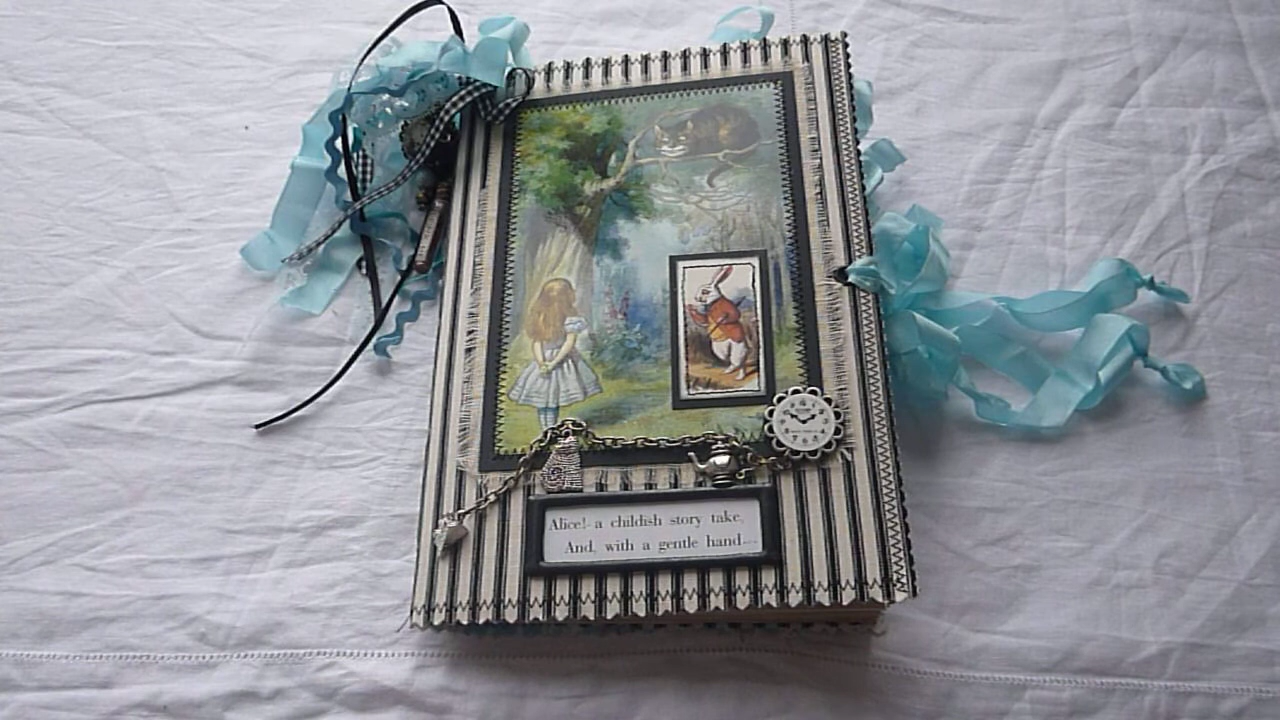 Alice! a childish story take,
And, with a gentle hand